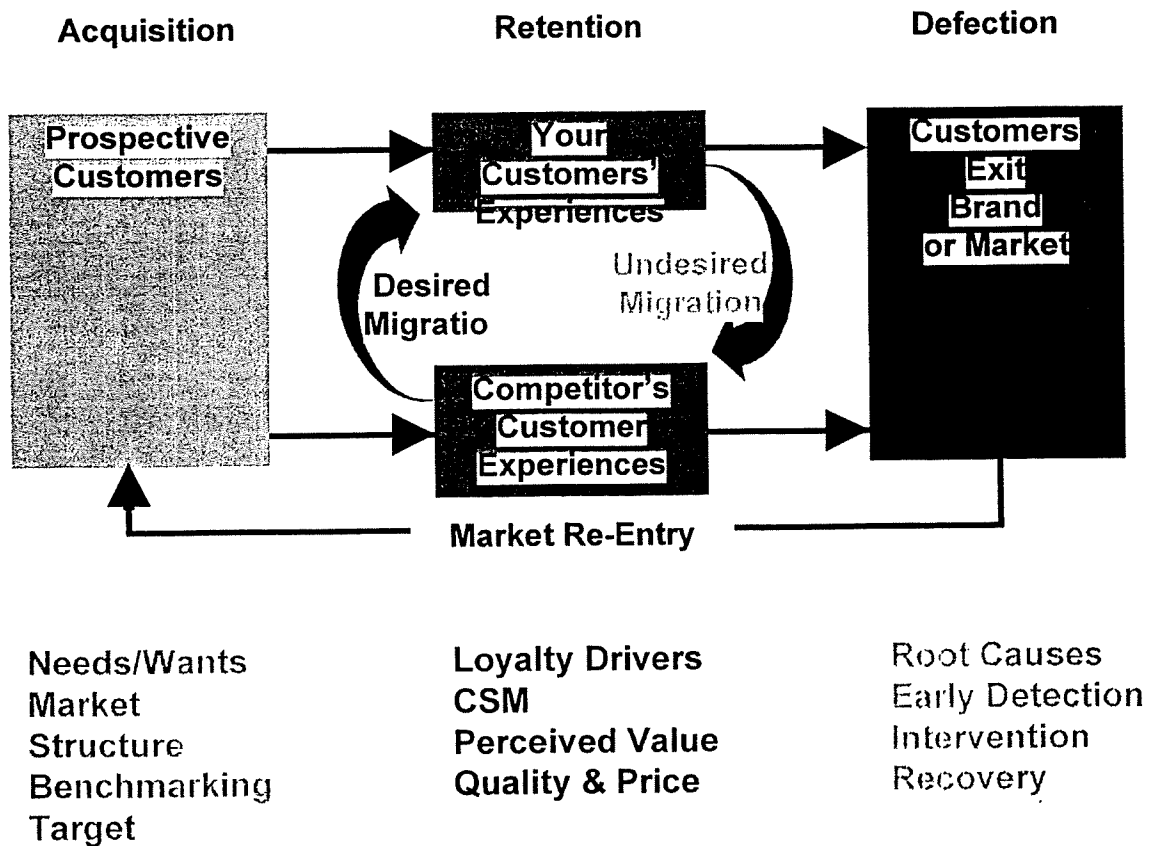 Acquisition
Retention
Defection
Prospective
Customers
Your
Customers'
Experiences
Customers
Exit
Brand
or Market
Desired
Migratio
Undesired
Migration
Competitor's
Customer
Experiences
Market Re-Entry
Needs/Wants
Market
Structure
Benchmarking
Target
Loyalty Drivers
CSM
Perceived Value
Quality & Price
Root Causes
Early Detection
Intervention
Recovery